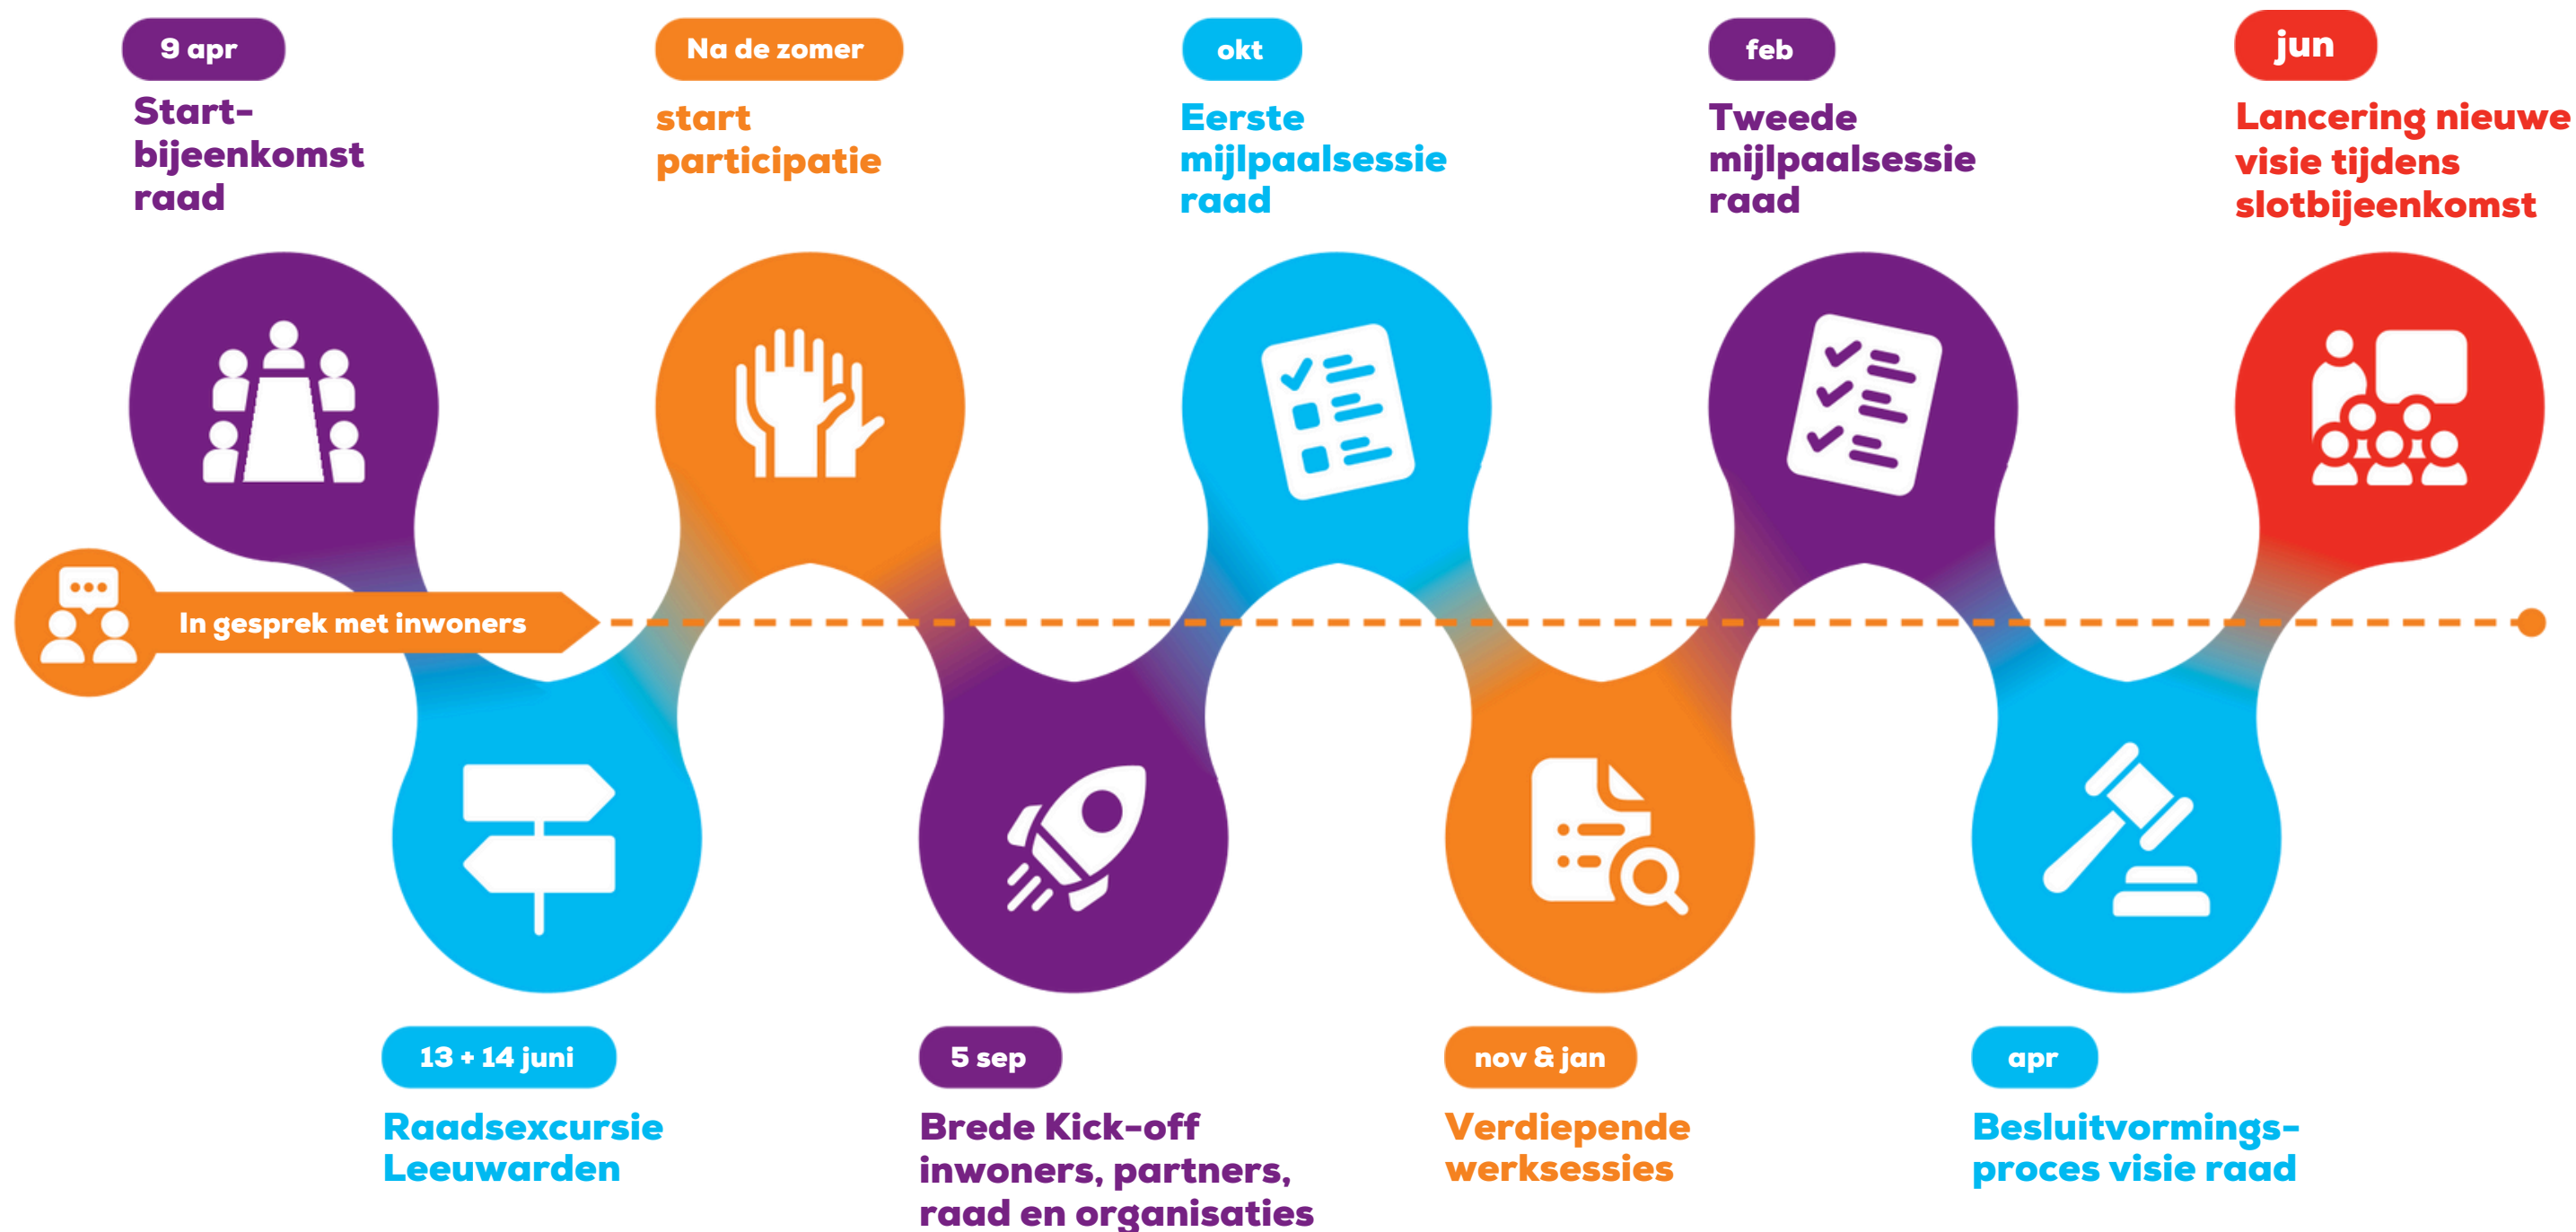 9 apr
Start-
bijeenkomst
raad
Na de zomer
start
participatie
okt
Eerste
mijlpaalsessie
raad
feb
Tweede
mijlpaalsessie
raad
jun
Lancering nieuwe
visie tijdens
slotbijeenkomst
In gesprek met inwoners
13 + 14 juni
Raadsexcursie
Leeuwarden
5 sep
Brede Kick-off
inwoners, partners,
raad en organisaties
nov & jan
Verdiepende
werksessies
apr
Besluitvormings-
proces visie raad